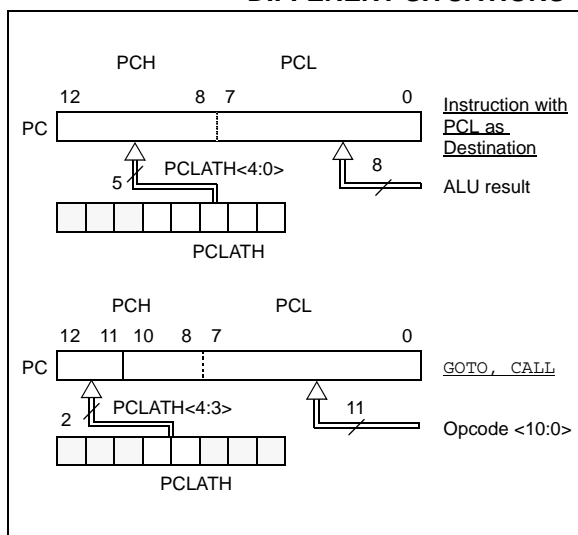 DIFFERENT SITUATIONS
PCH PCL
12 8 7 0
PC
Instruction with
PCL as
Destination
5 PCLATH<4:0> 8
ALU result
PCLATH
PCH PCL
12 11 10 8 7 0
PC
GOTO, CALL
2 PCLATH<4:3> 11
Opcode <10:0>
PCLATH